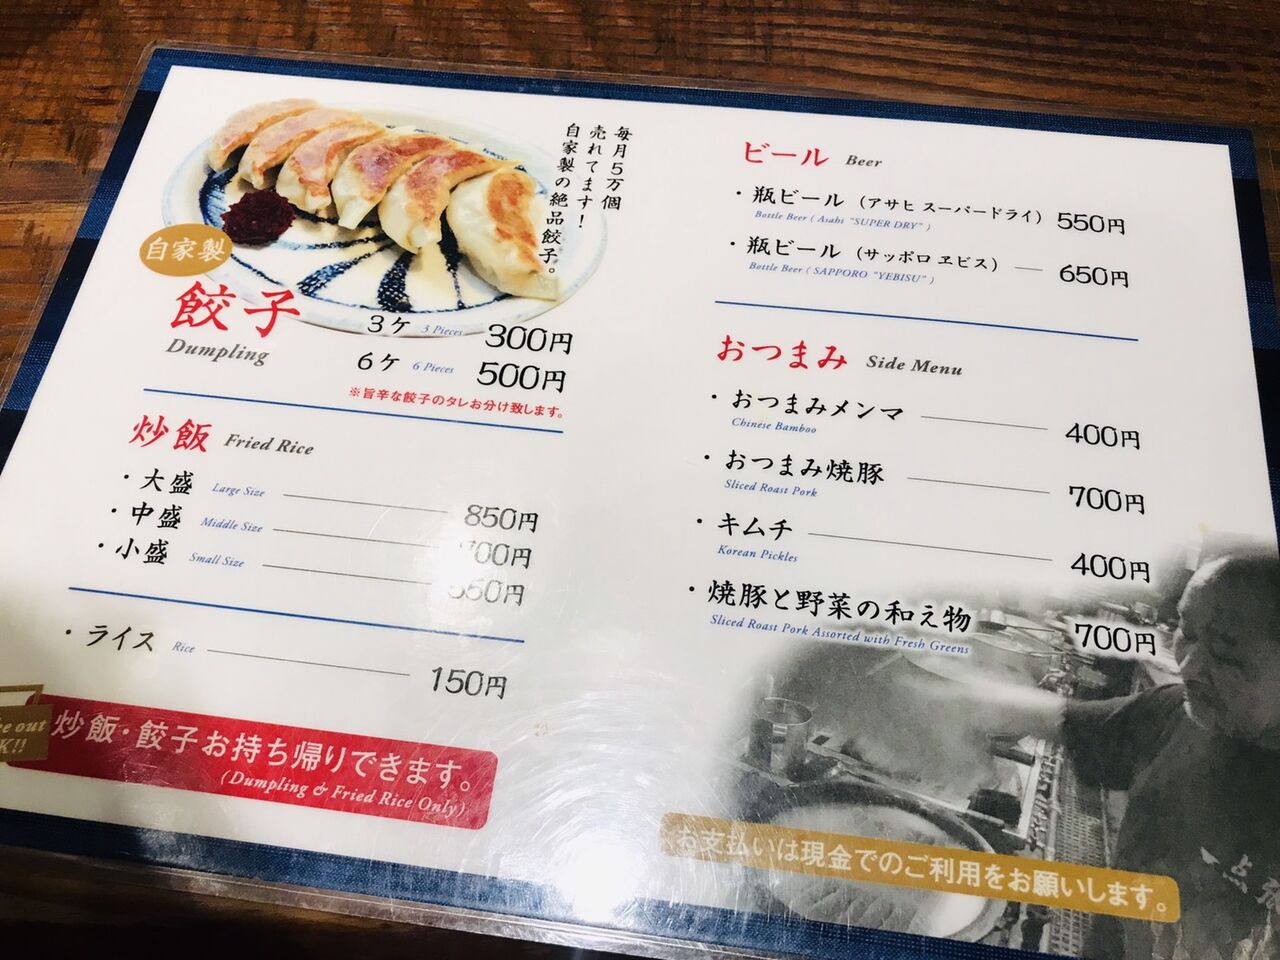 毎月5万個
売れてます！
自家製の絶品餃子。
自家製
餃子
Dumpling
3ケ 3 Pieces 300円
6ケ 6 Pieces 500円
※旨辛な餃子のタレお分け致します。
炒飯 Fried Rice
・大盛 Large Size 850円
・中盛 Middle Size 700円
・小盛 Small Size 円
・ライス Rice 150円
out
炒飯・餃子お持ち帰りできます。
(Dumpling & Fried Rice Only)
ビール Beer
・瓶ビール（アサヒ スーパードライ） 550円
Bottle Beer ( Asahi "SUPER DRY" )
・瓶ビール（サッポロ ヱビス） 650円
Bottle Beer ( SAPPORO "YEBISU" )
おつまみ Side Menu
・おつまみメンマ 400円
Chinese Bamboo
・おつまみ焼豚 700円
Sliced Roast Pork
・キムチ 400円
Korean Pickles
・焼豚と野菜の和え物 700円
Sliced Roast Pork Assorted with Fresh Greens
お支払いは現金でのご利用をお願いします。